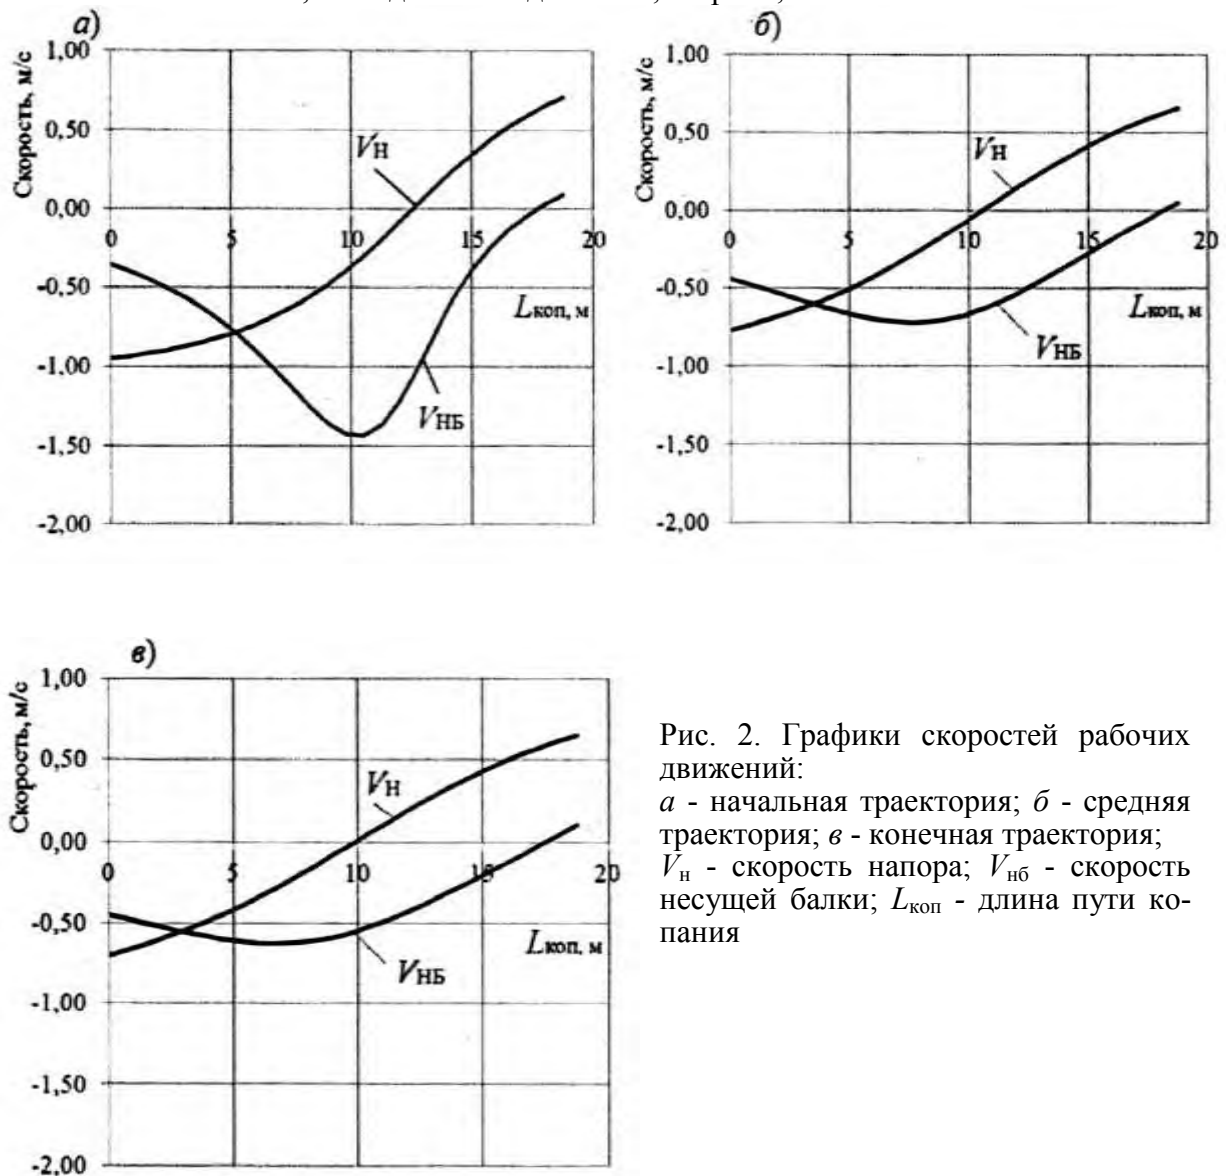 а)
Скорость, м/с
1,00
0,50
0,00
-0,50
-1,00
-1,50
-2,00
0 5 10 15 20
Vн
VНБ
Lкоп, м
б)
Скорость, м/с
1,00
0,50
0,00
-0,50
-1,00
-1,50
-2,00
0 5 10 15 20
Vн
VНБ
Lкоп, м
в)
Скорость, м/с
1,00
0,50
0,00
-0,50
-1,00
-1,50
-2,00
0 5 10 15 20
Vн
VНБ
Lкоп, м
Рис. 2. Графики скоростей рабочих
движений:
а - начальная траектория; б - средняя
траектория; в - конечная траектория;
Vн - скорость напора; Vнб - скорость
несущей балки; Lкоп - длина пути ко-
пания